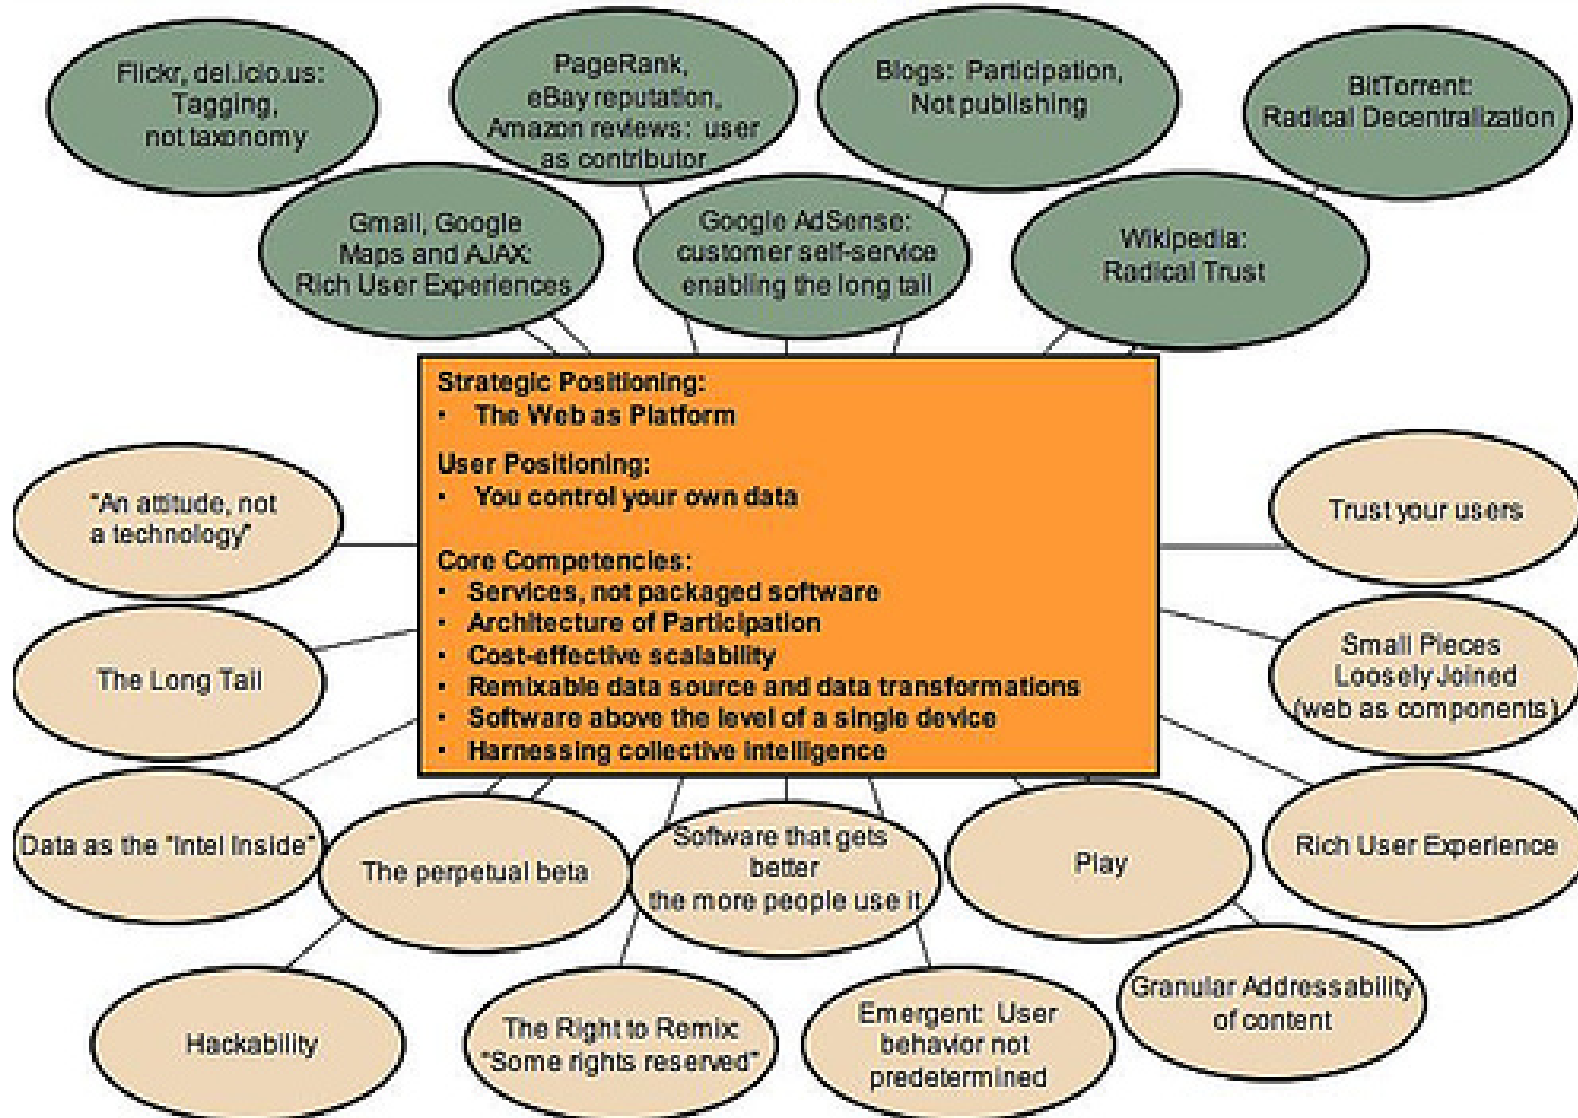 Flickr, del.icio.us:
Tagging,
not taxonomy
PageRank,
eBay reputation,
Amazon reviews: user
as contributor
Blogs: Participation,
Not publishing
BitTorrent:
Radical Decentralization
Gmail, Google
Maps and AJAX:
Rich User Experiences
Google AdSense:
customer self-service
enabling the long tail
Wikipedia:
Radical Trust
Strategic Positioning:
• The Web as Platform
User Positioning:
• You control your own data
Core Competencies:
• Services, not packaged software
• Architecture of Participation
• Cost-effective scalability
• Remixable data source and data transformations
• Software above the level of a single device
• Harnessing collective intelligence
"An attitude, not
a technology"
The Long Tail
Data as the "Intel Inside"
Trust your users
Small Pieces
Loosely Joined
(web as components)
Rich User Experience
The perpetual beta
Software that gets
better
the more people use it
Play
Hackability
The Right to Remix:
"Some rights reserved"
Emergent: User
behavior not
predetermined
Granular Addressability
of content